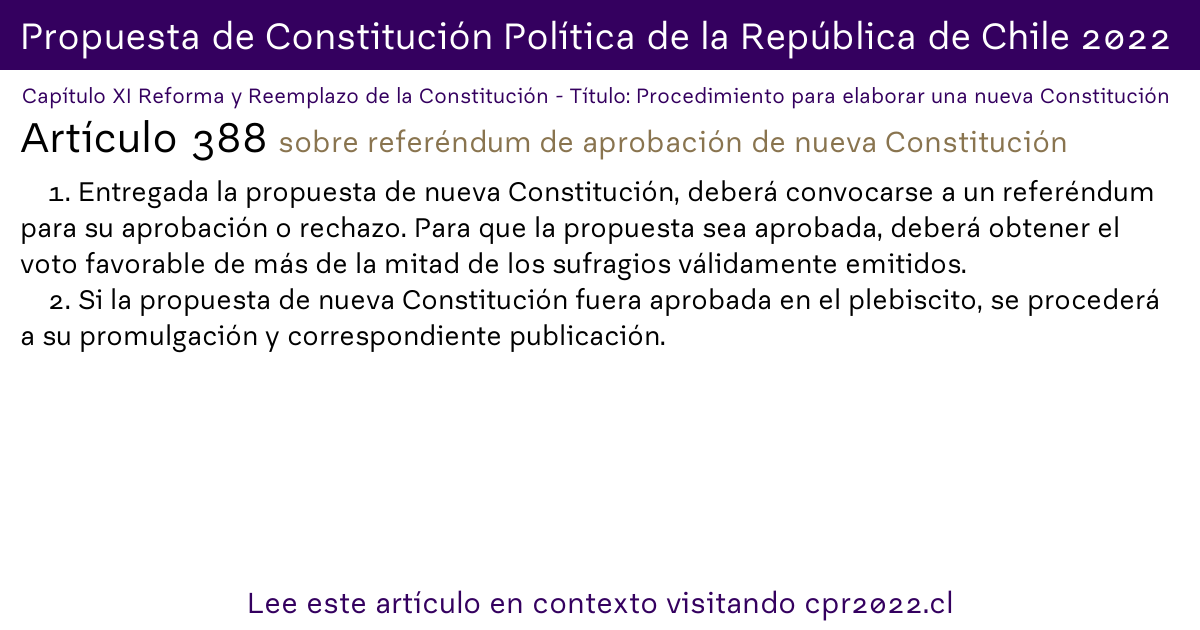 Propuesta de Constitución Política de la República de Chile 2022
Capítulo XI Reforma y Reemplazo de la Constitución - Título: Procedimiento para elaborar una nueva Constitución
Artículo 388 sobre referéndum de aprobación de nueva Constitución
1. Entregada la propuesta de nueva Constitución, deberá convocarse a un referéndum
para su aprobación o rechazo. Para que la propuesta sea aprobada, deberá obtener el
voto favorable de más de la mitad de los sufragios válidamente emitidos.
2. Si la propuesta de nueva Constitución fuera aprobada en el plebiscito, se procederá
a su promulgación y correspondiente publicación.
Lee este artículo en contexto visitando cpr2022.cl